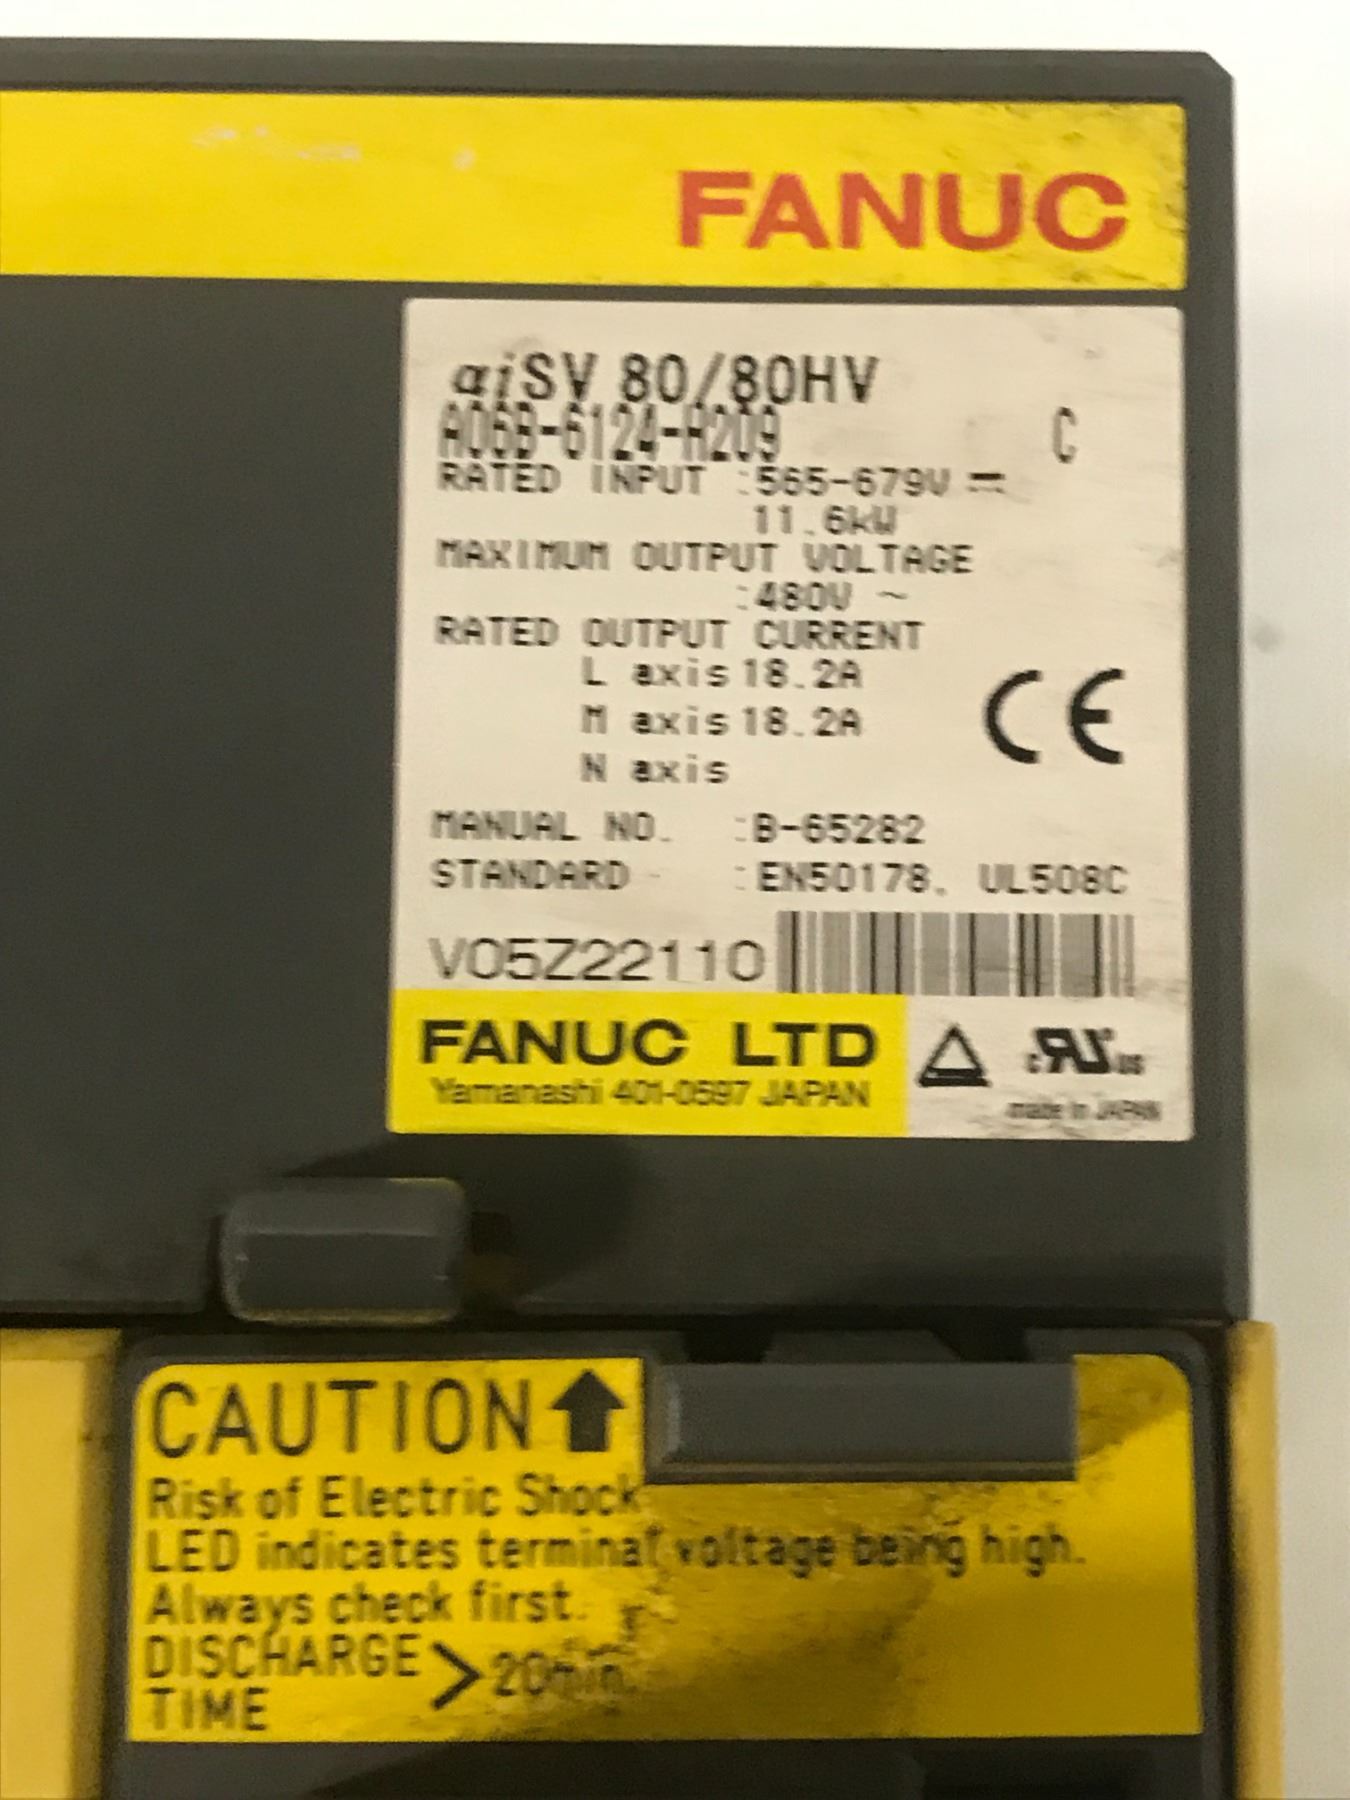 FANUC
αiSV 80/80HV
A06B-6124-H209 C
RATED INPUT :565-679V ⎓
11.6kW
MAXIMUM OUTPUT VOLTAGE
:480V ~
RATED OUTPUT CURRENT
L axis 18.2A
M axis 18.2A
N axis
CE
MANUAL NO. :B-65282
STANDARD :EN50178, UL508C
V05Z22110
FANUC LTD
Yamanashi 401-0597 JAPAN
c RU US
made in JAPAN
CAUTION
Risk of Electric Shock
LED indicates terminal voltage being high.
Always check first.
DISCHARGE
TIME > 20min.